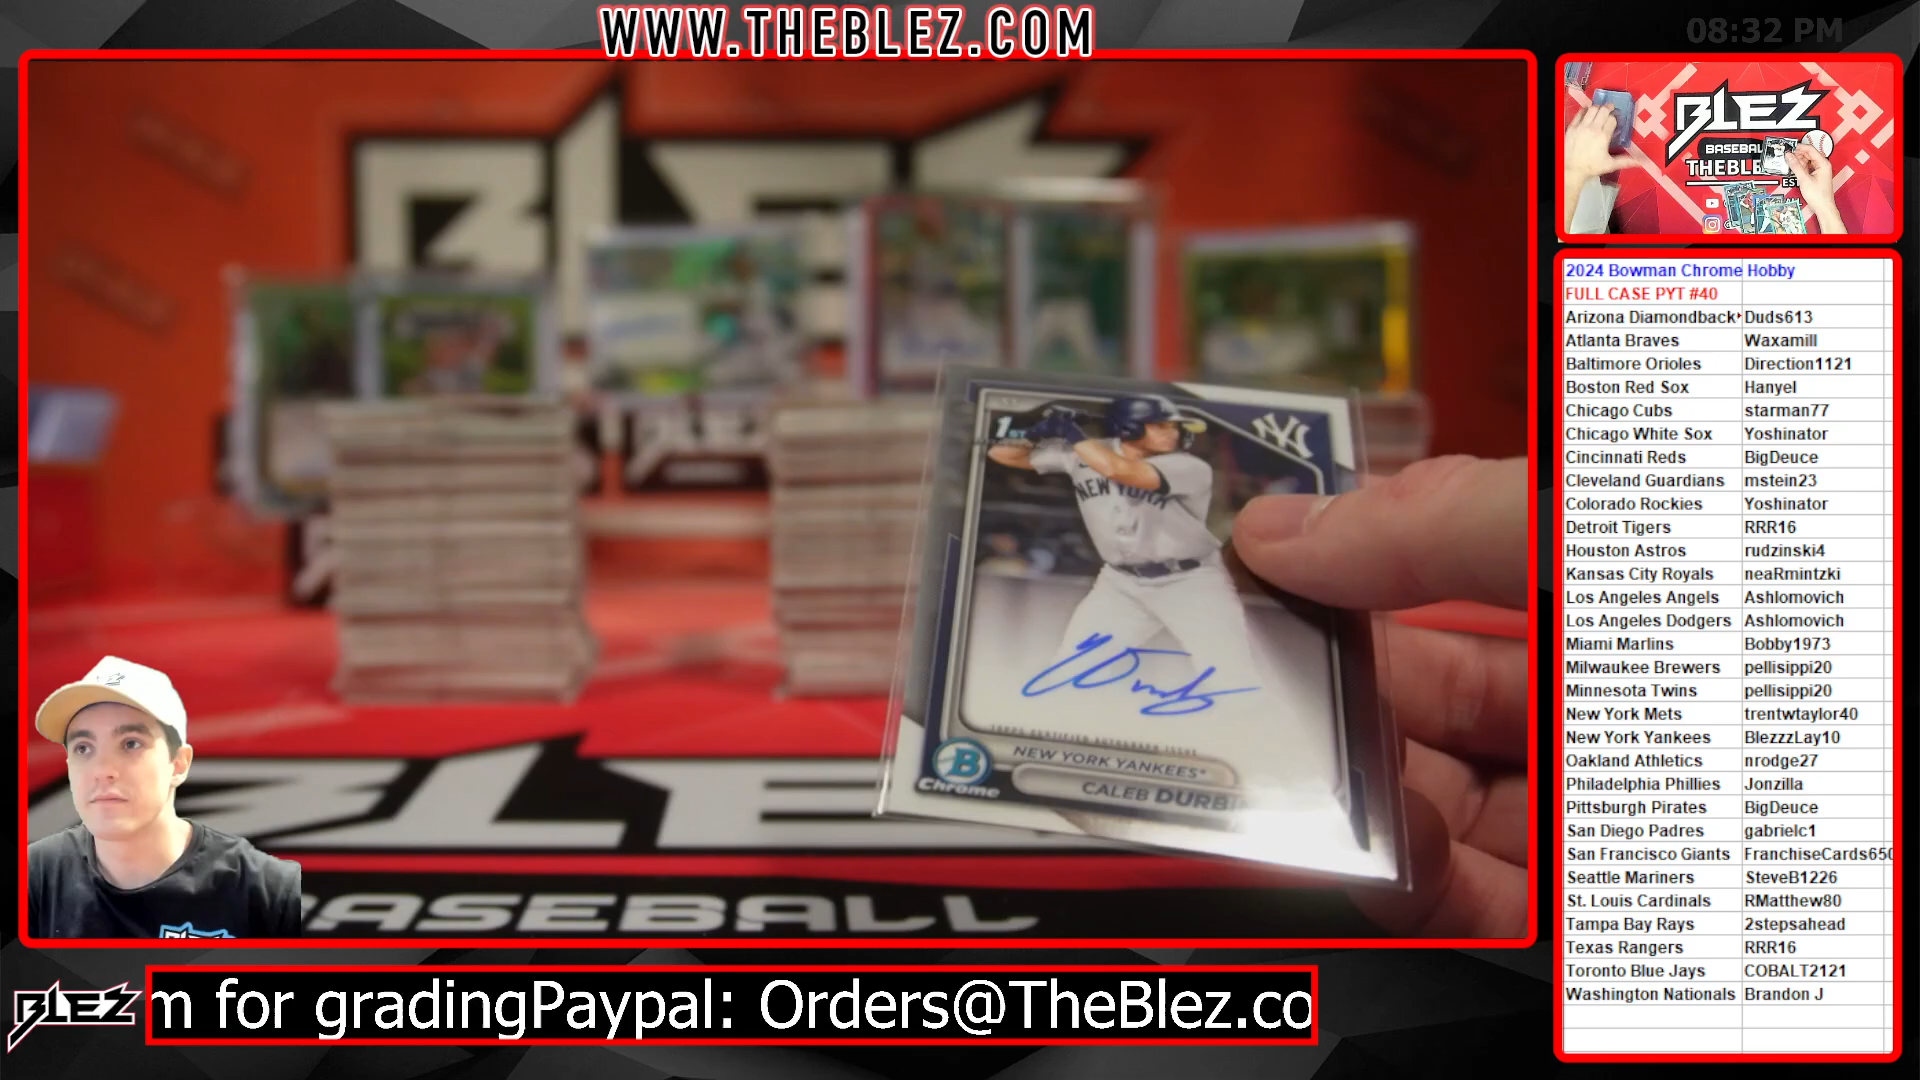 WWW.THEBLEZ.COM
08:32 PM
BLEZ
1ST
NY
NEW YORK
NEW YORK YANKEES
CALEB DURBI
B
Chrome
BASEBALL
BLEZ
m for gradingPaypal: Orders@TheBlez.co
BLEZ
BASEBAL
THEBLE
2024 Bowman Chrome Hobby
FULL CASE PYT #40
Arizona Diamondback Duds613
Atlanta Braves Waxamill
Baltimore Orioles Direction1121
Boston Red Sox Hanyel
Chicago Cubs starman77
Chicago White Sox Yoshinator
Cincinnati Reds BigDeuce
Cleveland Guardians mstein23
Colorado Rockies Yoshinator
Detroit Tigers RRR16
Houston Astros rudzinski4
Kansas City Royals neaRmintzki
Los Angeles Angels Ashlomovich
Los Angeles Dodgers Ashlomovich
Miami Marlins Bobby1973
Milwaukee Brewers pellisippi20
Minnesota Twins pellisippi20
New York Mets trentwtaylor40
New York Yankees BlezzzLay10
Oakland Athletics nrodge27
Philadelphia Phillies Jonzilla
Pittsburgh Pirates BigDeuce
San Diego Padres gabrielc1
San Francisco Giants FranchiseCards650
Seattle Mariners SteveB1226
St. Louis Cardinals RMatthew80
Tampa Bay Rays 2stepsahead
Texas Rangers RRR16
Toronto Blue Jays COBALT2121
Washington Nationals Brandon J